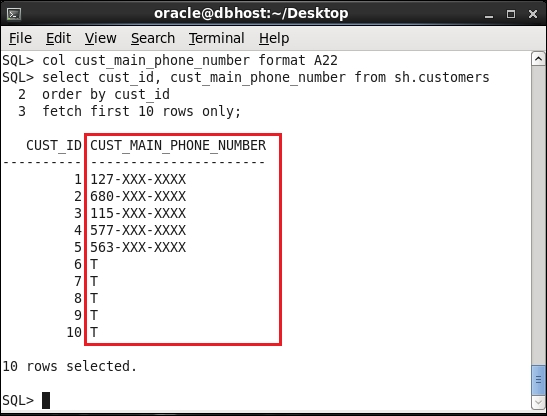 oracle@dbhost:~/Desktop
File Edit View Search Terminal Help
SQL> col cust_main_phone_number format A22
SQL> select cust_id, cust_main_phone_number from sh.customers
  2  order by cust_id
  3  fetch first 10 rows only;

   CUST_ID CUST_MAIN_PHONE_NUMBER
---------- ----------------------
         1 127-XXX-XXXX
         2 680-XXX-XXXX
         3 115-XXX-XXXX
         4 577-XXX-XXXX
         5 563-XXX-XXXX
         6 T
         7 T
         8 T
         9 T
        10 T

10 rows selected.

SQL>